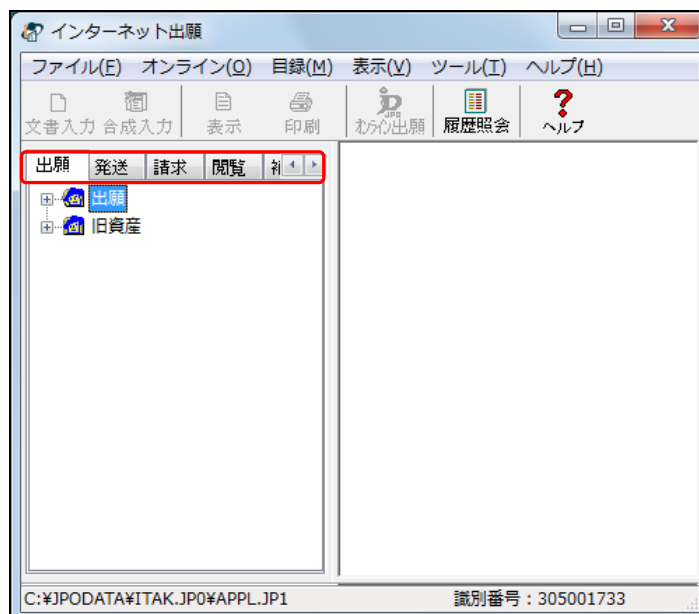 インターネット出願
ファイル(F) オンライン(O) 目録(M) 表示(V) ツール(T) ヘルプ(H)
文書入力 合成入力 表示 印刷 オンライン出願 履歴照会 ヘルプ
出願 発送 請求 閲覧
出願
旧資産
C:¥JPODATA¥ITAK.JP0¥APPL.JP1 識別番号:305001733